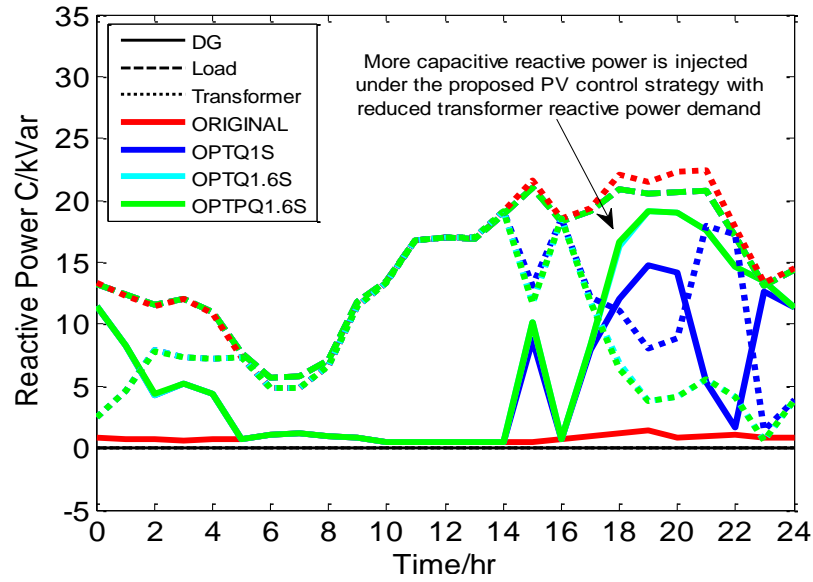 35
30
25
20
15
10
5
0
-5
Reactive Power C/kVar
DG
Load
Transformer
ORIGINAL
OPTQ1S
OPTQ1.6S
OPTPQ1.6S
More capacitive reactive power is injected
under the proposed PV control strategy with
reduced transformer reactive power demand
0 2 4 6 8 10 12 14 16 18 20 22 24
Time/hr